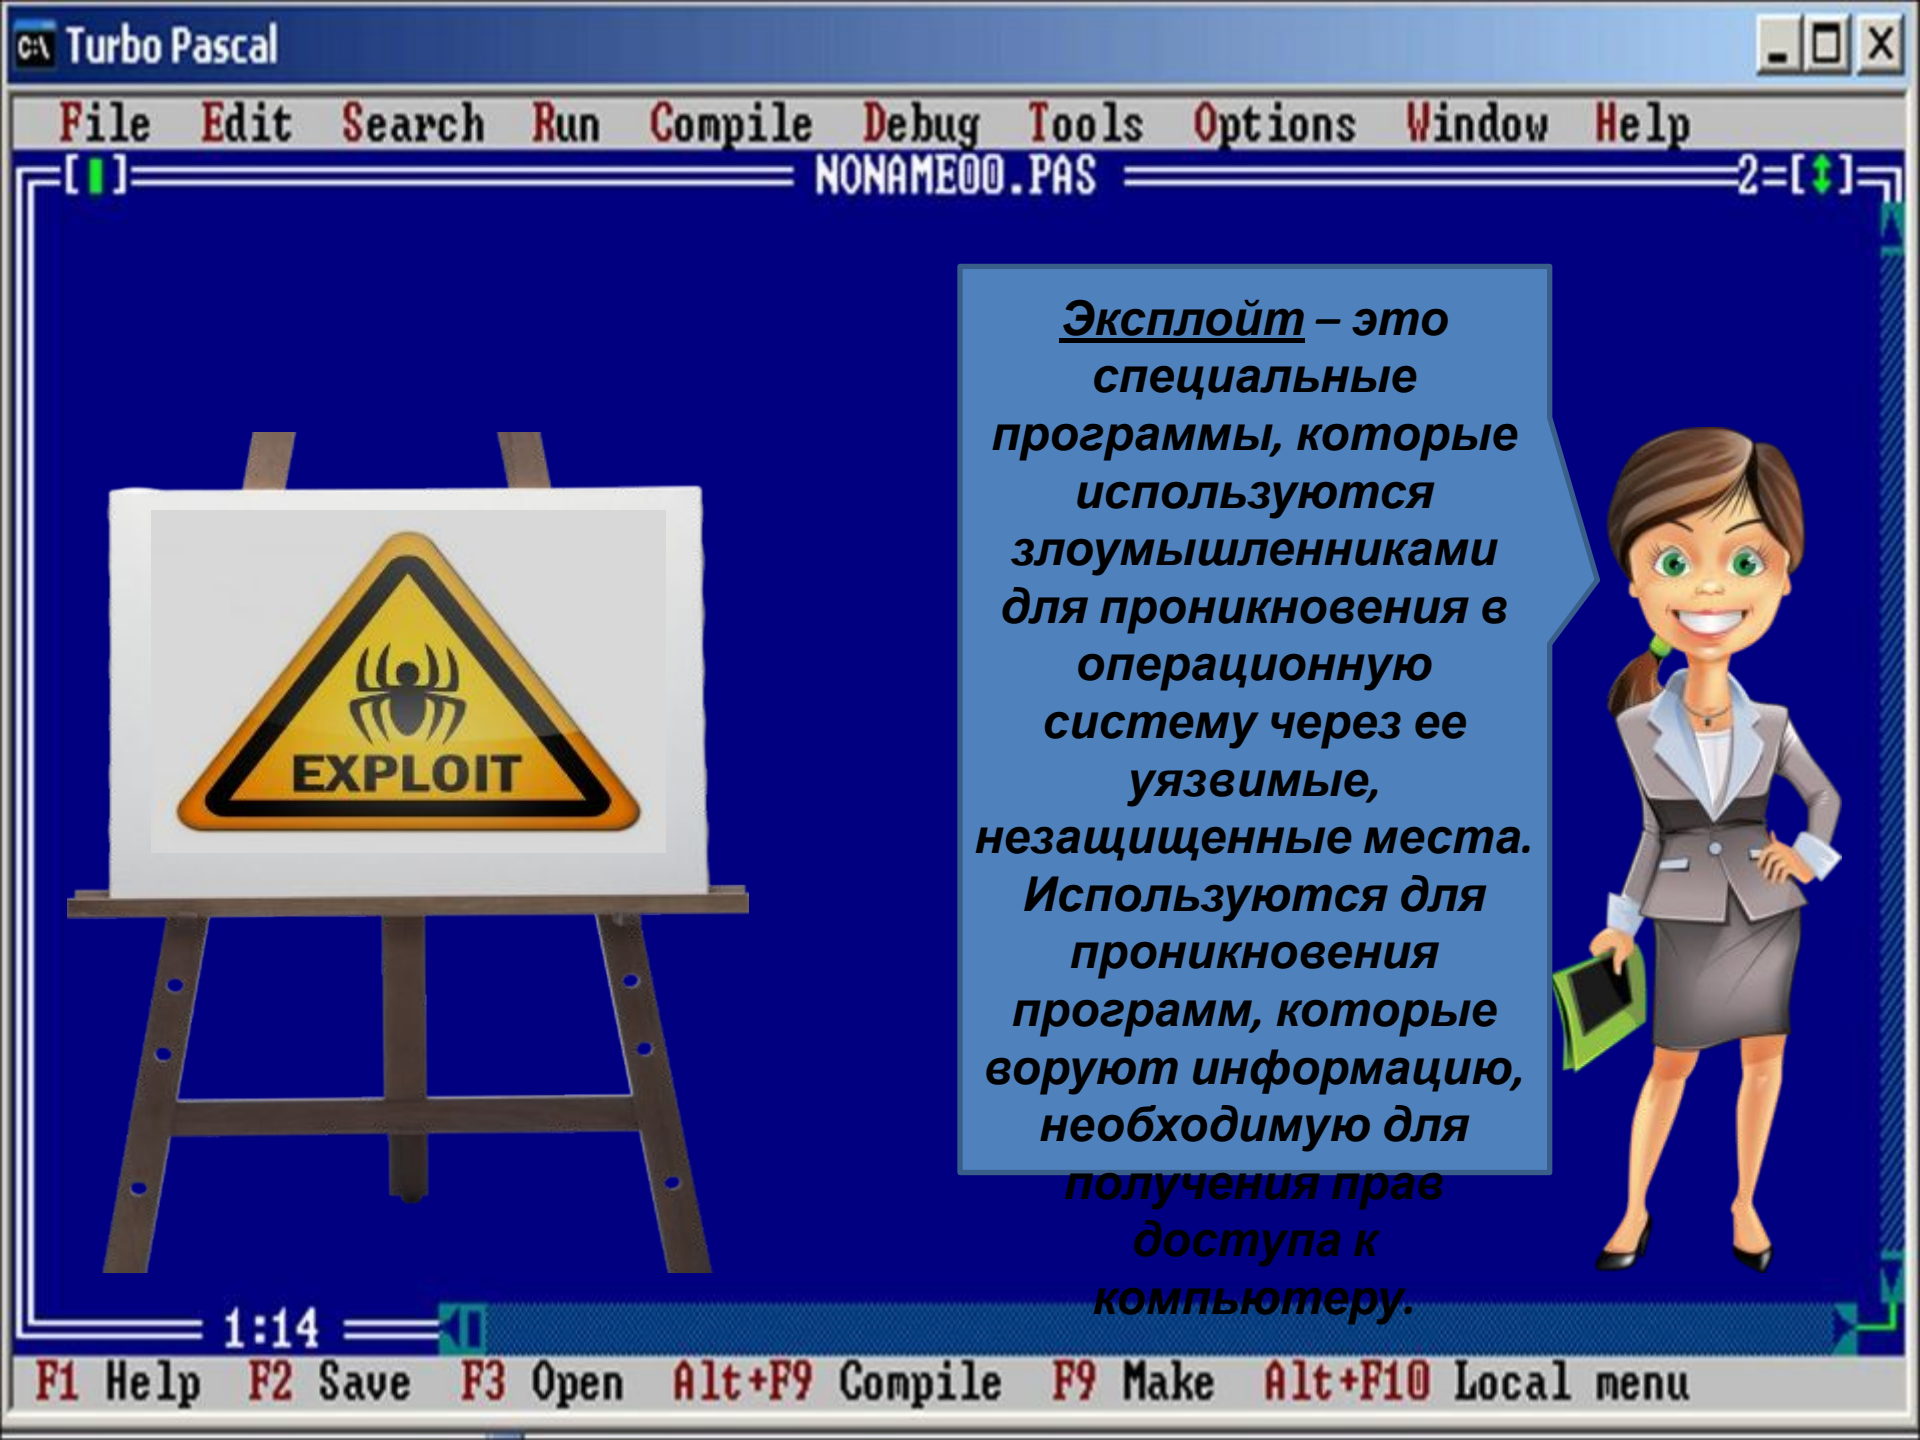 C:\ Turbo Pascal
File Edit Search Run Compile Debug Tools Options Window Help
[ ] NONAME00.PAS 2=[↕]
Эксплойт – это
специальные
программы, которые
используются
злоумышленниками
для проникновения в
операционную
систему через ее
уязвимые,
незащищенные места.
Используются для
проникновения
программ, которые
воруют информацию,
необходимую для
получения прав
доступа к
компьютеру.
EXPLOIT
1:14
F1 Help F2 Save F3 Open Alt+F9 Compile F9 Make Alt+F10 Local menu